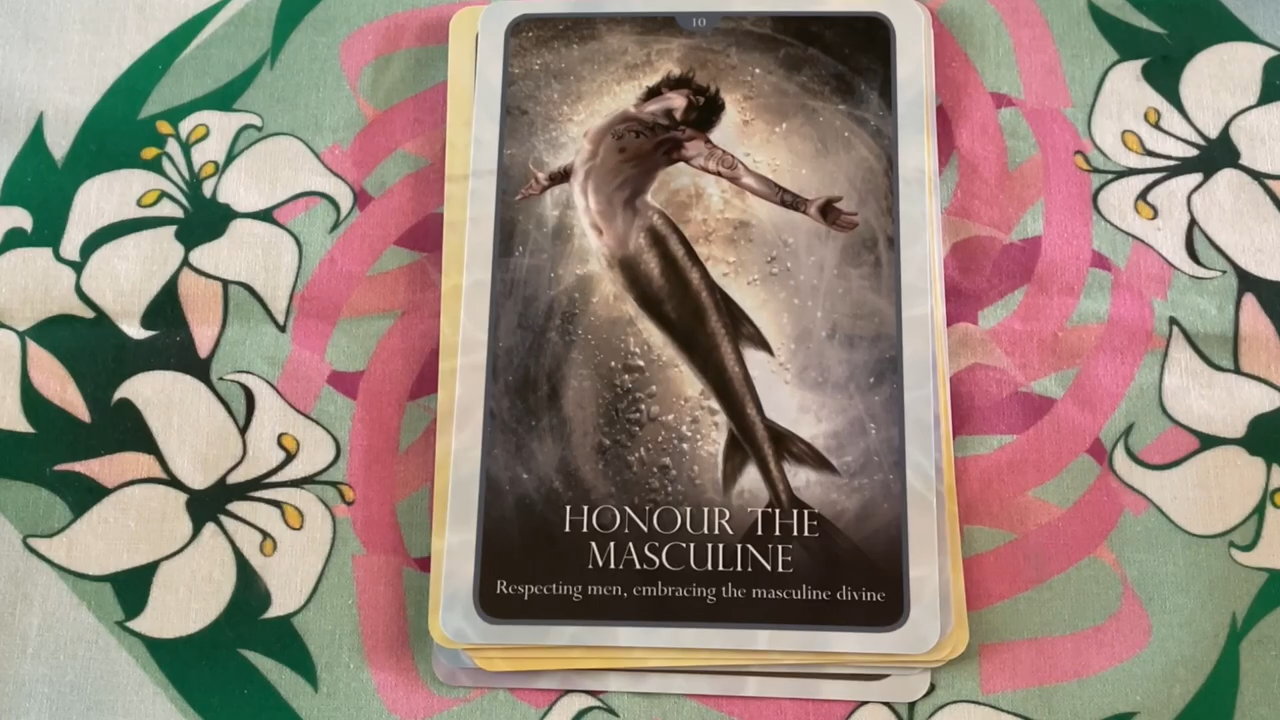 10
HONOUR THE
MASCULINE
Respecting men, embracing the masculine divine